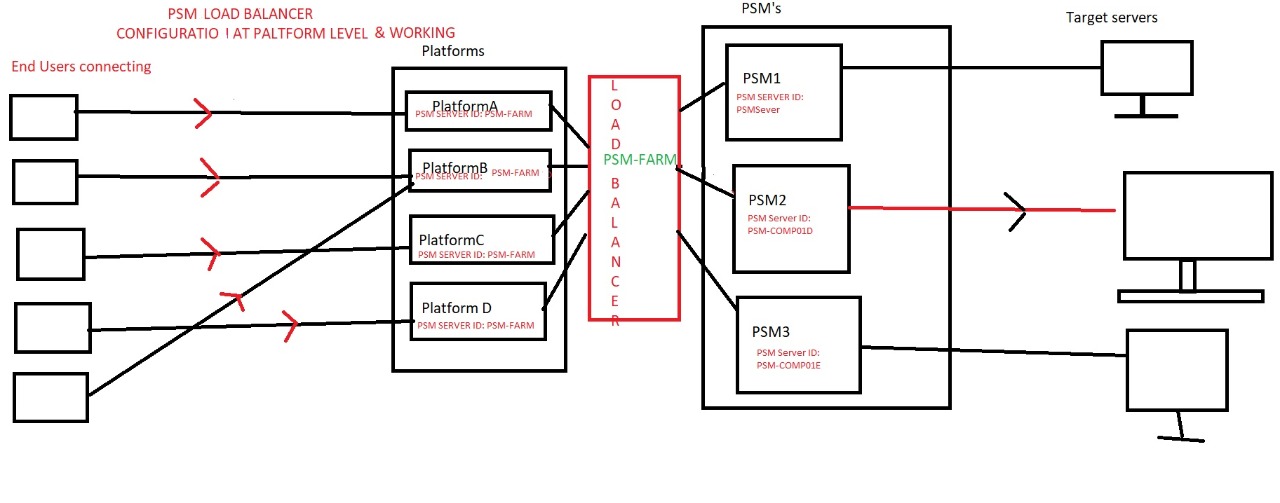 PSM LOAD BALANCER
CONFIGURATIO ! AT PALTFORM LEVEL & WORKING
End Users connecting
Platforms
PlatformA
PSM SERVER ID: PSM-FARM
PlatformB
PSM SERVER ID: PSM-FARM
PlatformC
PSM SERVER ID: PSM-FARM
Platform D
PSM SERVER ID: PSM-FARM
LOAD BALANCER
PSM-FARM
PSM's
PSM1
PSM SERVER ID:
PSMSever
PSM2
PSM Server ID:
PSM-COMP01D
PSM3
PSM Server ID:
PSM-COMP01E
Target servers